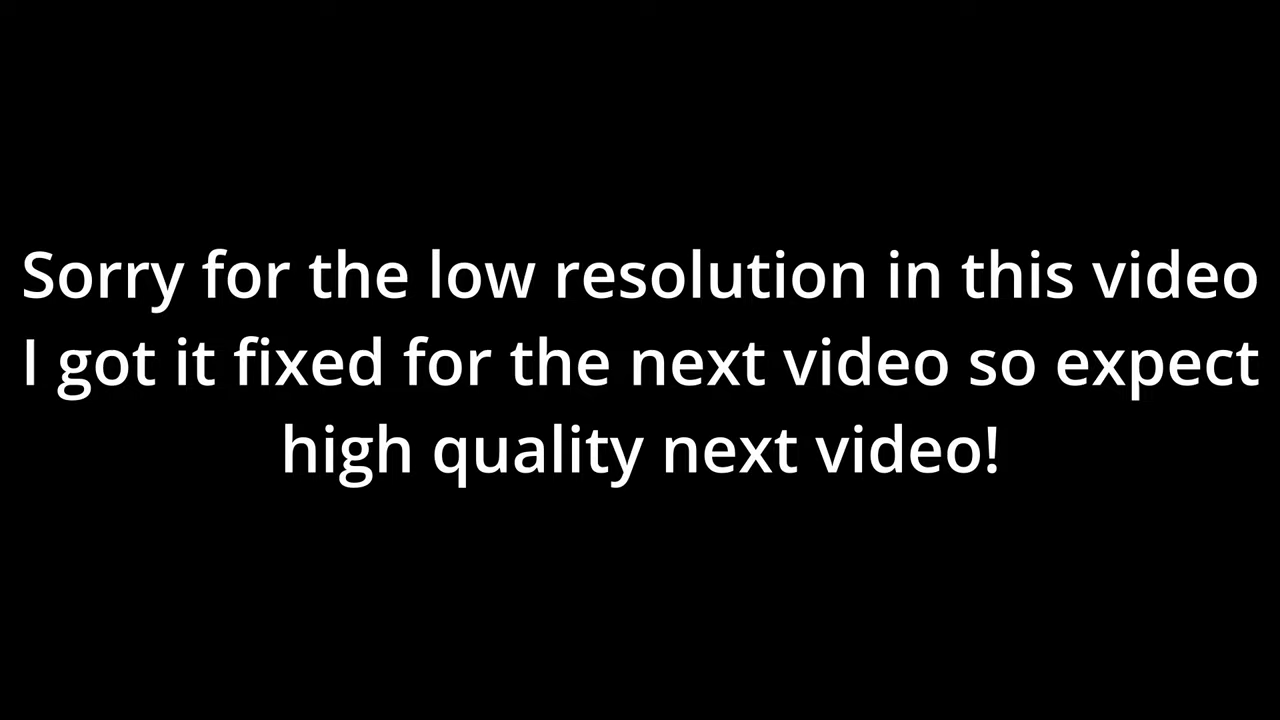 Sorry for the low resolution in this video
I got it fixed for the next video so expect
high quality next video!